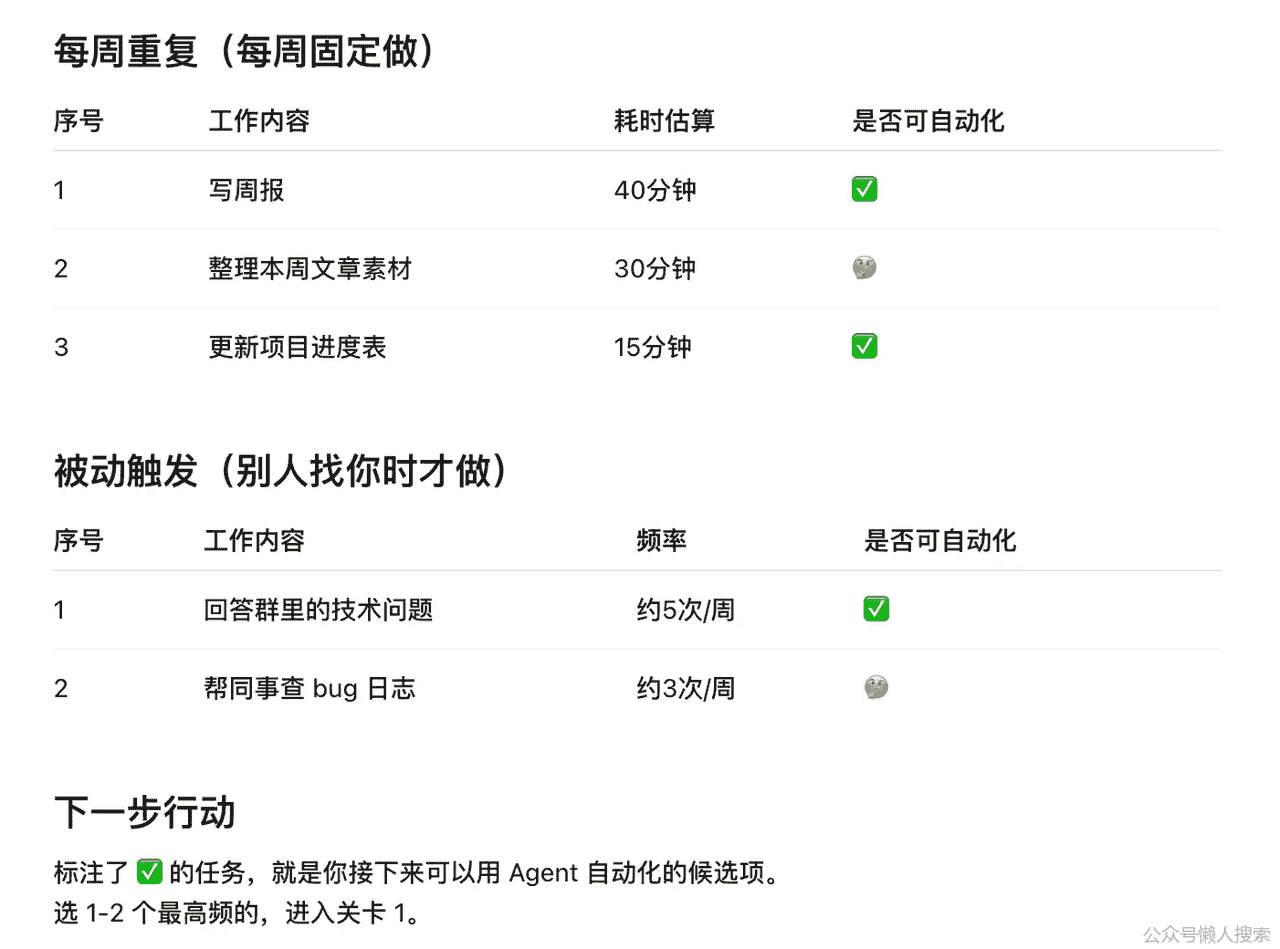 每周重复（每周固定做）
序号 工作内容 耗时估算 是否可自动化
1 写周报 40分钟 ✅
2 整理本周文章素材 30分钟 🤔
3 更新项目进度表 15分钟 ✅
被动触发（别人找你时才做）
序号 工作内容 频率 是否可自动化
1 回答群里的技术问题 约5次/周 ✅
2 帮同事查 bug 日志 约3次/周 🤔
下一步行动
标注了 ✅ 的任务，就是你接下来可以用 Agent 自动化的候选项。
选 1-2 个最高频的，进入关卡 1。
公众号懒人搜索